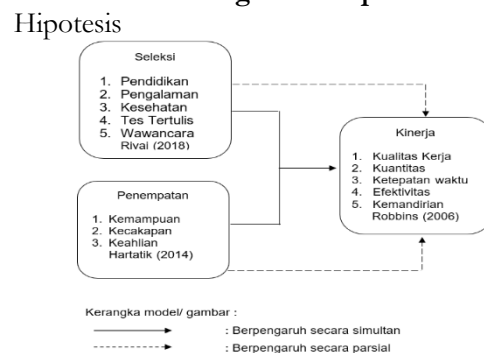 Hipotesis
Seleksi
1. Pendidikan
2. Pengalaman
3. Kesehatan
4. Tes Tertulis
5. Wawancara
Rivai (2018)
Penempatan
1. Kemampuan
2. Kecakapan
3. Keahlian
Hartatik (2014)
Kinerja
1. Kualitas Kerja
2. Kuantitas
3. Ketepatan waktu
4. Efektivitas
5. Kemandirian
Robbins (2006)
Kerangka model/ gambar :
: Berpengaruh secara simultan
: Berpengaruh secara parsial